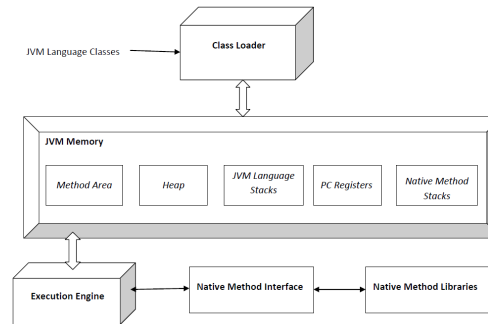 Class Loader
JVM Language Classes
JVM Memory
Method Area
Heap
JVM Language
Stacks
PC Registers
Native Method
Stacks
Execution Engine
Native Method Interface
Native Method Libraries